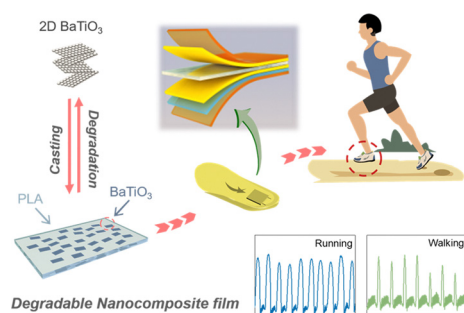 2D BaTiO₃
Casting
Degradation
PLA
BaTiO₃
Degradable Nanocomposite film
Running
Walking